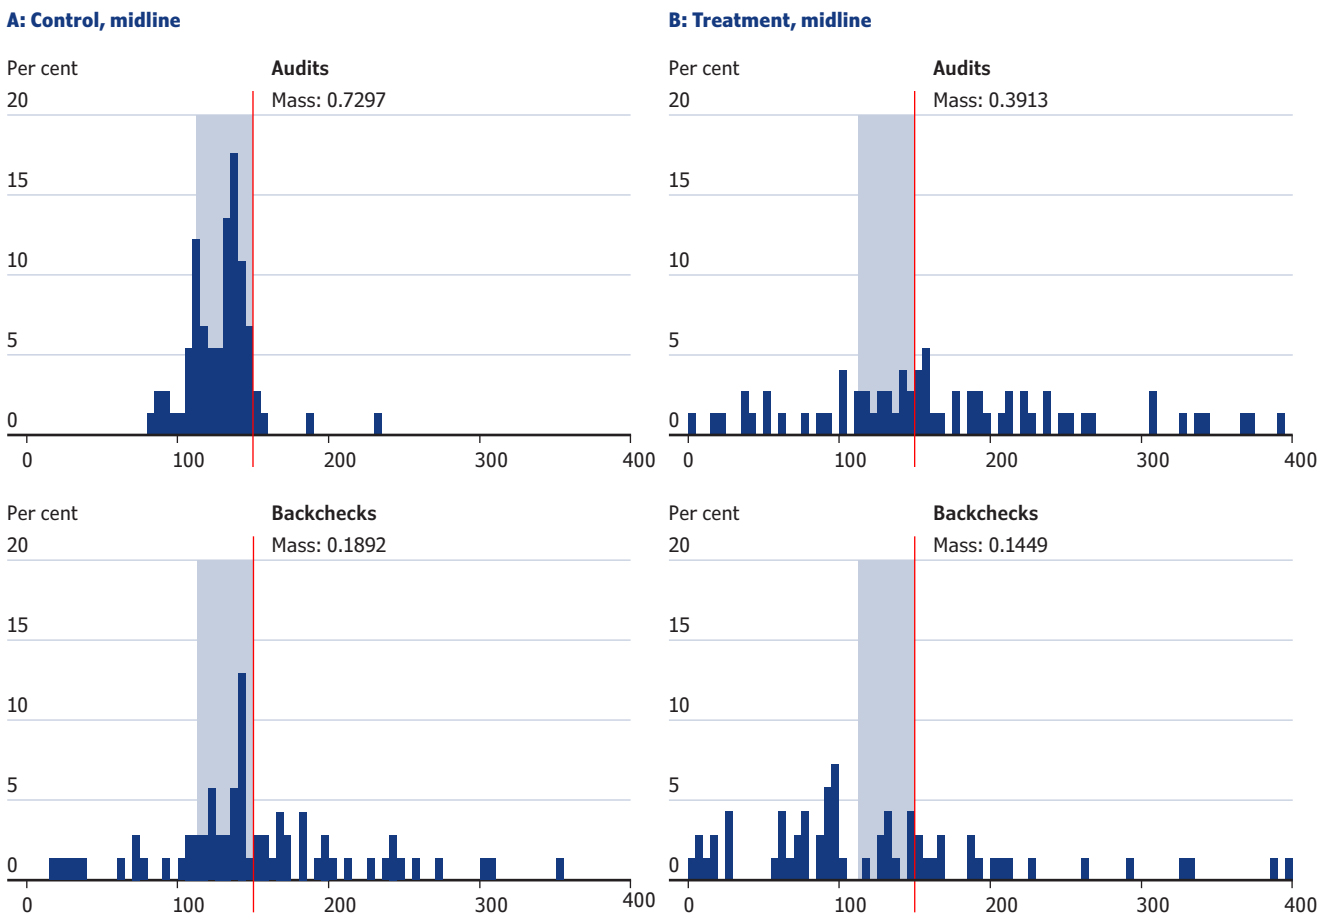 A: Control, midline
Per cent
Audits
Mass: 0.7297
20
15
10
5
0
0 100 200 300 400
Per cent
Backchecks
Mass: 0.1892
20
15
10
5
0
0 100 200 300 400
B: Treatment, midline
Per cent
Audits
Mass: 0.3913
20
15
10
5
0
0 100 200 300 400
Per cent
Backchecks
Mass: 0.1449
20
15
10
5
0
0 100 200 300 400